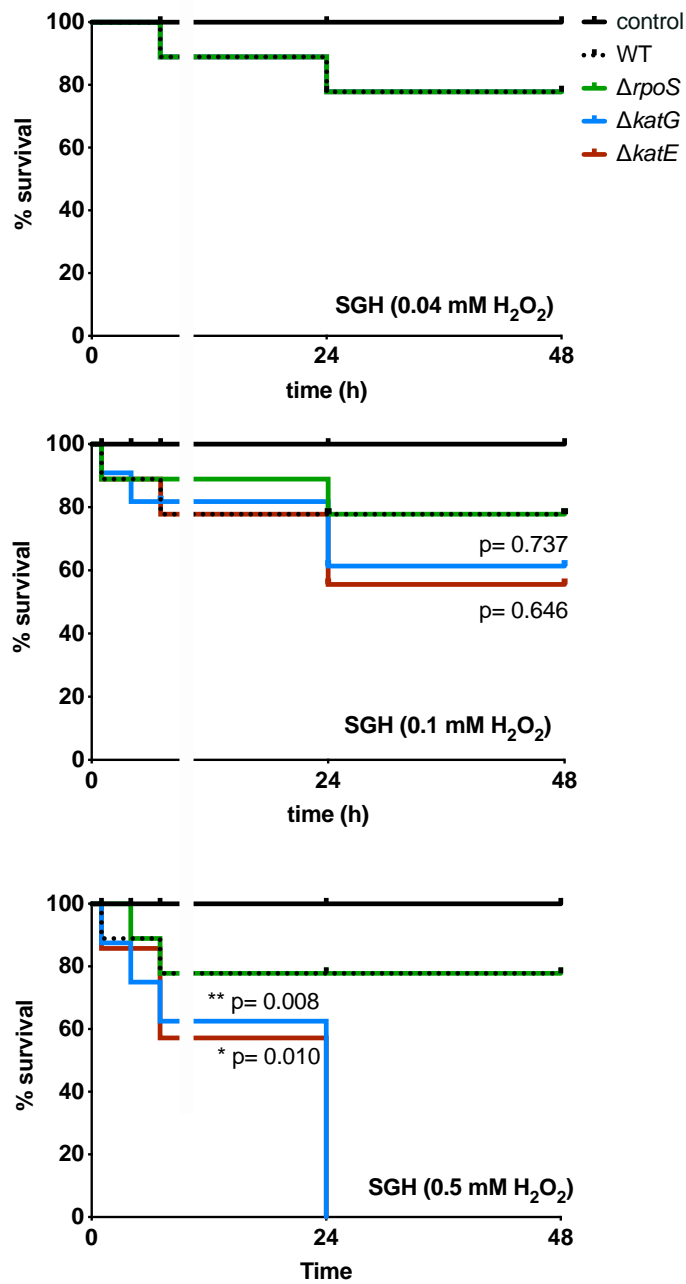 control
WT
ΔrpoS
ΔkatG
ΔkatE
100
80
60
40
20
0
% survival
SGH (0.04 mM H₂O₂)
0 24 48
time (h)
100
80
60
40
20
0
% survival
p= 0.737
p= 0.646
SGH (0.1 mM H₂O₂)
0 24 48
time (h)
100
80
60
40
20
0
% survival
** p= 0.008
* p= 0.010
SGH (0.5 mM H₂O₂)
0 24 48
Time